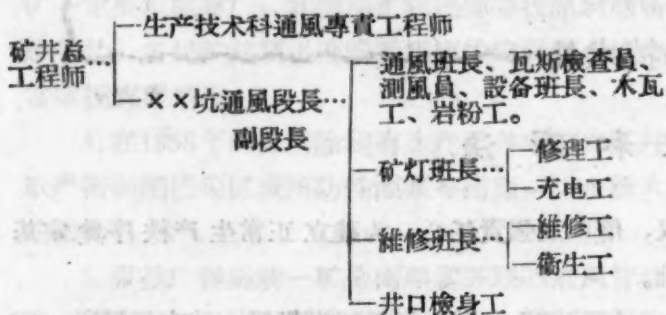 生产技术科通風專責工程师
矿井总工程师…
××坑通風段長…
副段長
通風班長、瓦斯檢查員、
測風員、設备班長、木瓦
工、岩粉工。
矿灯班長
修理工
充电工
維修班長
維修工
衞生工
井口檢身工